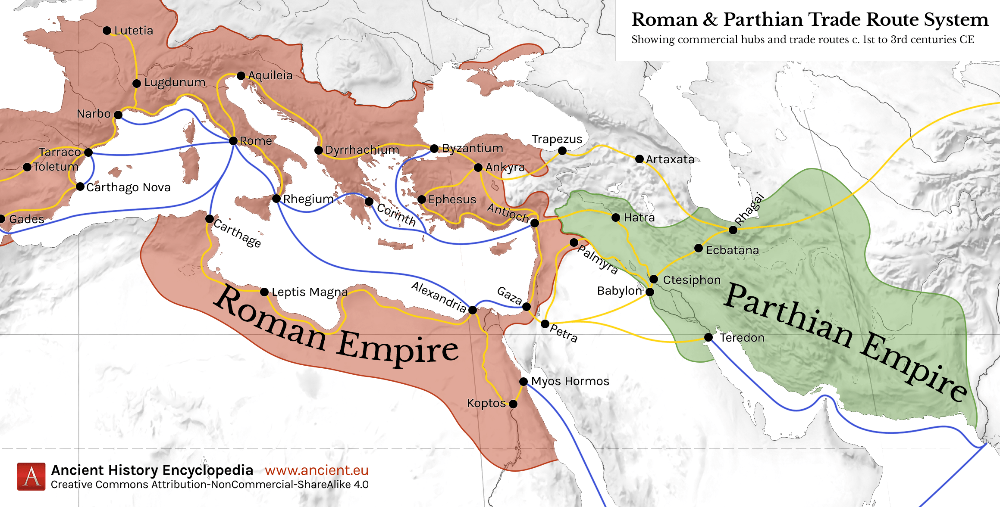 Roman & Parthian Trade Route System
Showing commercial hubs and trade routes c. 1st to 3rd centuries CE
Lutetia
Lugdunum
Aquileia
Narbo
Rome
Tarraco
Toletum
Carthago Nova
Gades
Dyrrhachium
Byzantium
Trapezus
Ankyra
Artaxata
Rhegium
Corinth
Ephesus
Antioch
Hatra
Rhagai
Carthage
Palmyra
Ecbatana
Ctesiphon
Babylon
Leptis Magna
Alexandria
Gaza
Petra
Teredon
Roman Empire
Parthian Empire
Myos Hormos
Koptos
A
Ancient History Encyclopedia www.ancient.eu
Creative Commons Attribution-NonCommercial-ShareAlike 4.0